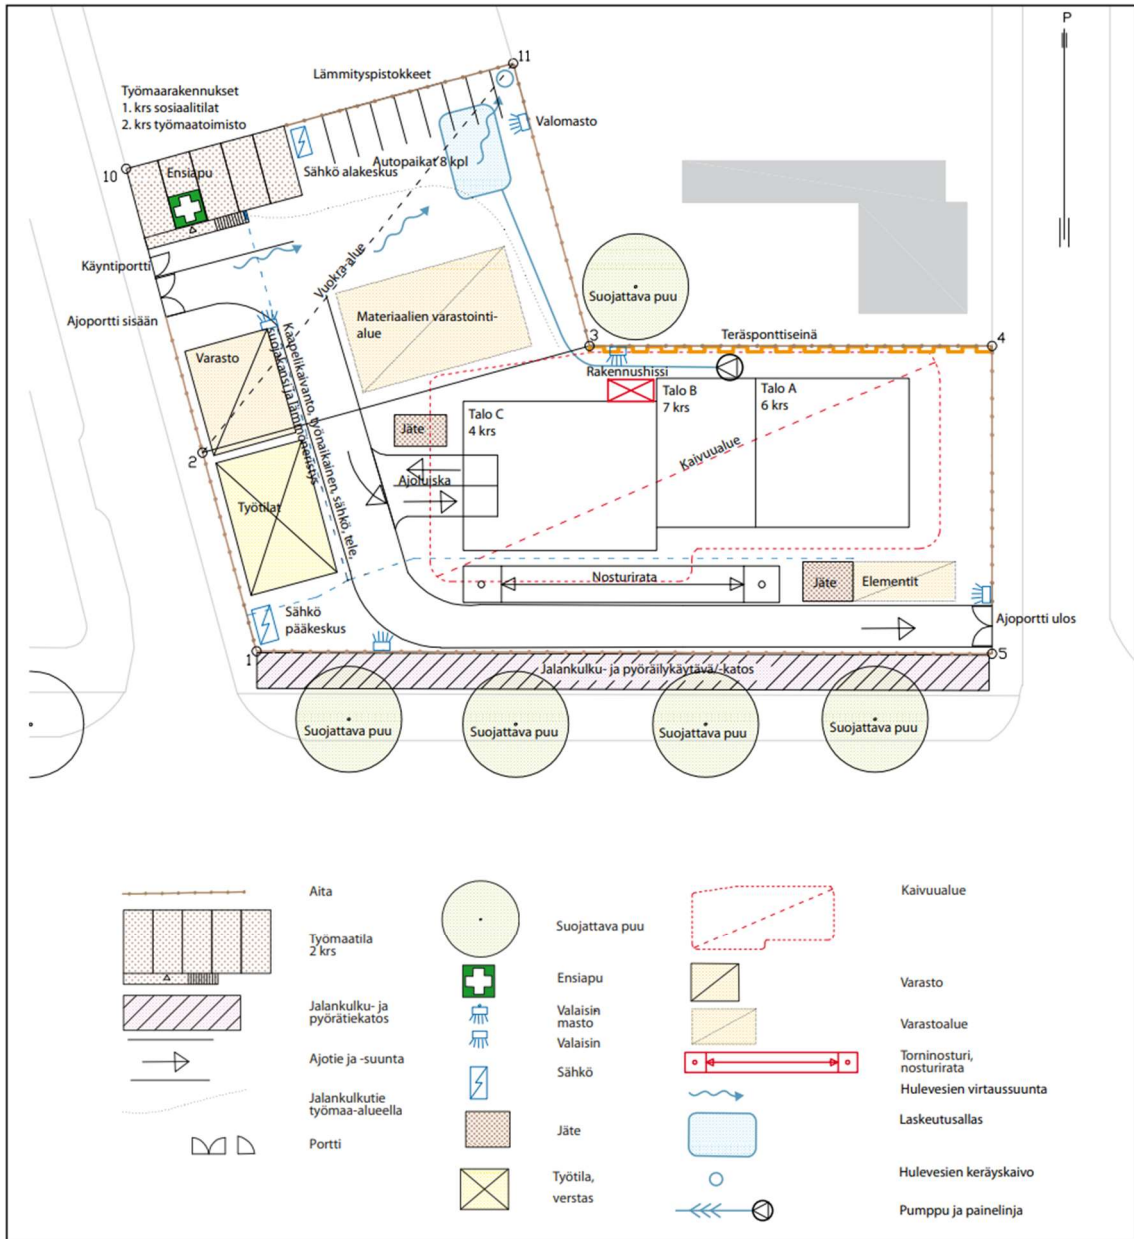 P
11
Lämmityspistokkeet
Työmaarakennukset
1. krs sosiaalitilat
2. krs työmaatoimisto
Valomasto
10
Ensiapu
Sähkö alakeskus
Autopaikat 8 kpl
Käyntiportti
Vuokra-alue
Suojattava puu
Ajoportti sisään
Materiaalien varastointi-
alue
3
Teräsponttiseinä
4
Varasto
Kaapelikaivanto, työnaikainen, sähkö, tele,
suojakansi ja lämmöneristys
Rakennushissi
Talo B
7 krs
Talo A
6 krs
Talo C
4 krs
Jäte
2
Kaivuualue
Ajoluiska
Työtilat
Nosturirata
Jäte
Elementit
Sähkö
pääkeskus
Ajoportti ulos
1
5
Jalankulku- ja pyöräilykäytävä/-katos
Suojattava puu
Suojattava puu
Suojattava puu
Suojattava puu
Aita
Työmaatila
2 krs
Jalankulku- ja
pyörätiekatos
Ajotie ja -suunta
Jalankulkutie
työmaa-alueella
Portti
Suojattava puu
Ensiapu
Valaisin
masto
Valaisin
Sähkö
Jäte
Työtila,
verstas
Kaivuualue
Varasto
Varastoalue
Torninosturi,
nosturirata
Hulevesien virtaussuunta
Laskeutusallas
Hulevesien keräyskaivo
Pumppu ja painelinja